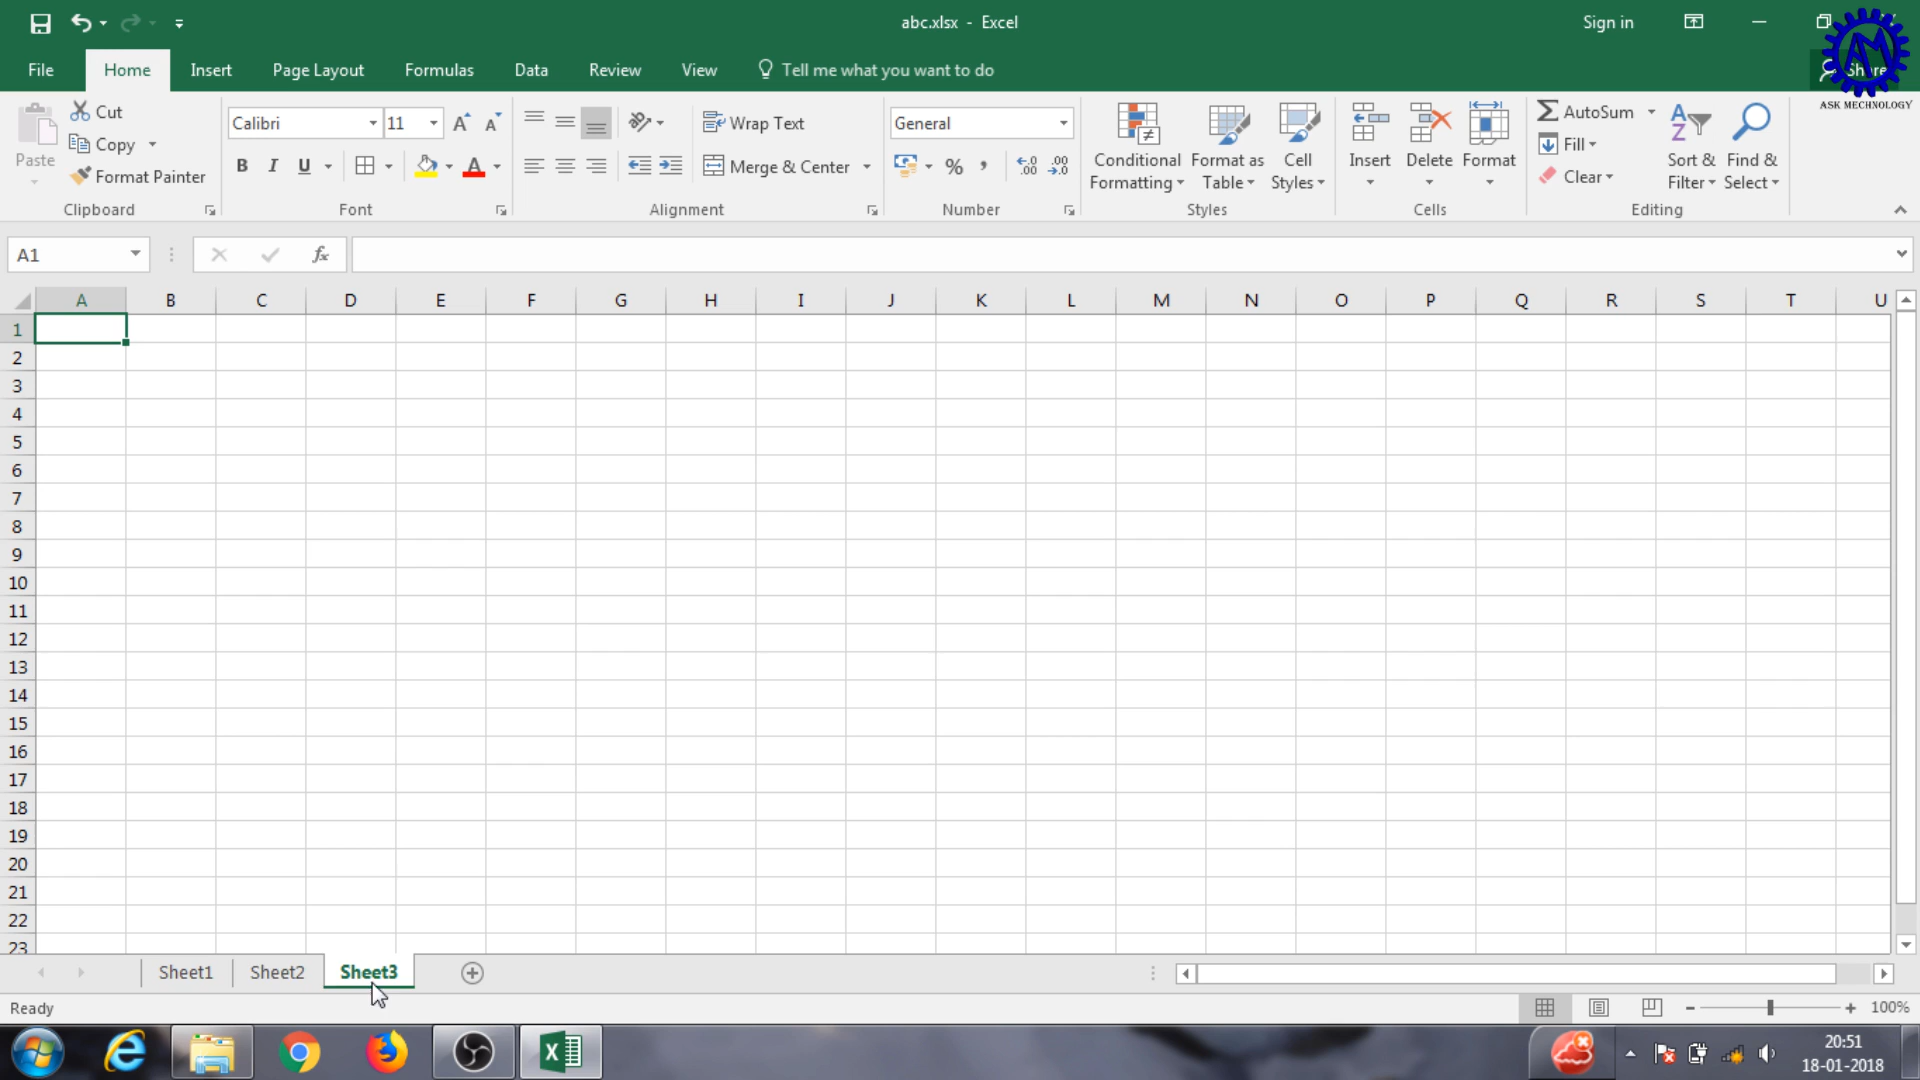 abc.xlsx - Excel
Sign in
File Home Insert Page Layout Formulas Data Review View Tell me what you want to do Share
AM
ASK MECHNOLOGY
Paste
Cut
Copy
Format Painter
Clipboard
Calibri 11
B I U A
Font
Wrap Text
Merge & Center
Alignment
General
%
Number
Conditional Formatting
Format as Table
Cell Styles
Styles
Insert
Delete
Format
Cells
AutoSum
Fill
Clear
Sort & Filter
Find & Select
Editing
A1
fx
A B C D E F G H I J K L M N O P Q R S T U
1
2
3
4
5
6
7
8
9
10
11
12
13
14
15
16
17
18
19
20
21
22
23
Sheet1 Sheet2 Sheet3
Ready
100%
20:51
18-01-2018